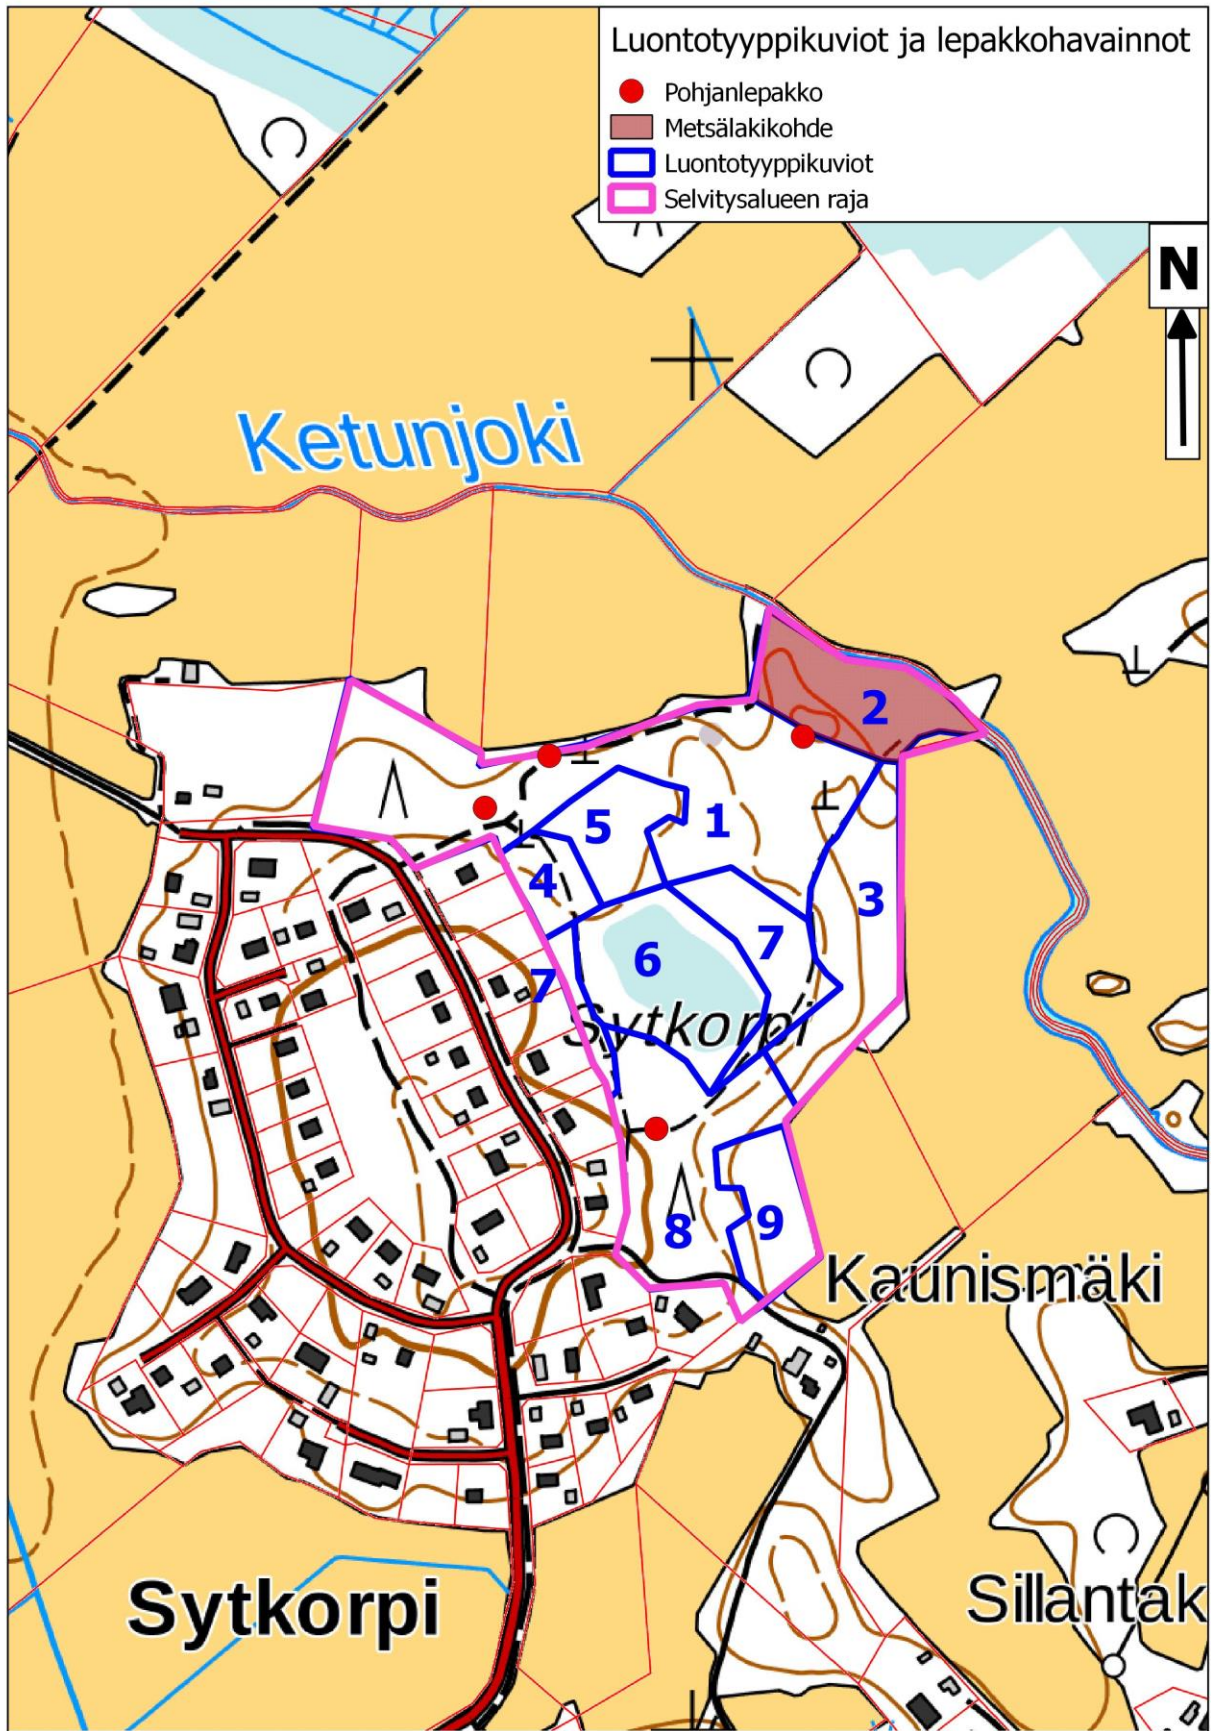 Luontotyyppikuviot ja lepakkohavainnot
Pohjanlepakko
Metsälakikohde
Luontotyyppikuviot
Selvitysalueen raja
N
Ketunjoki
2
5
1
4
3
6
7
7
Sytkorpi
8
9
Kaunismäki
Sytkorpi
Sillantak